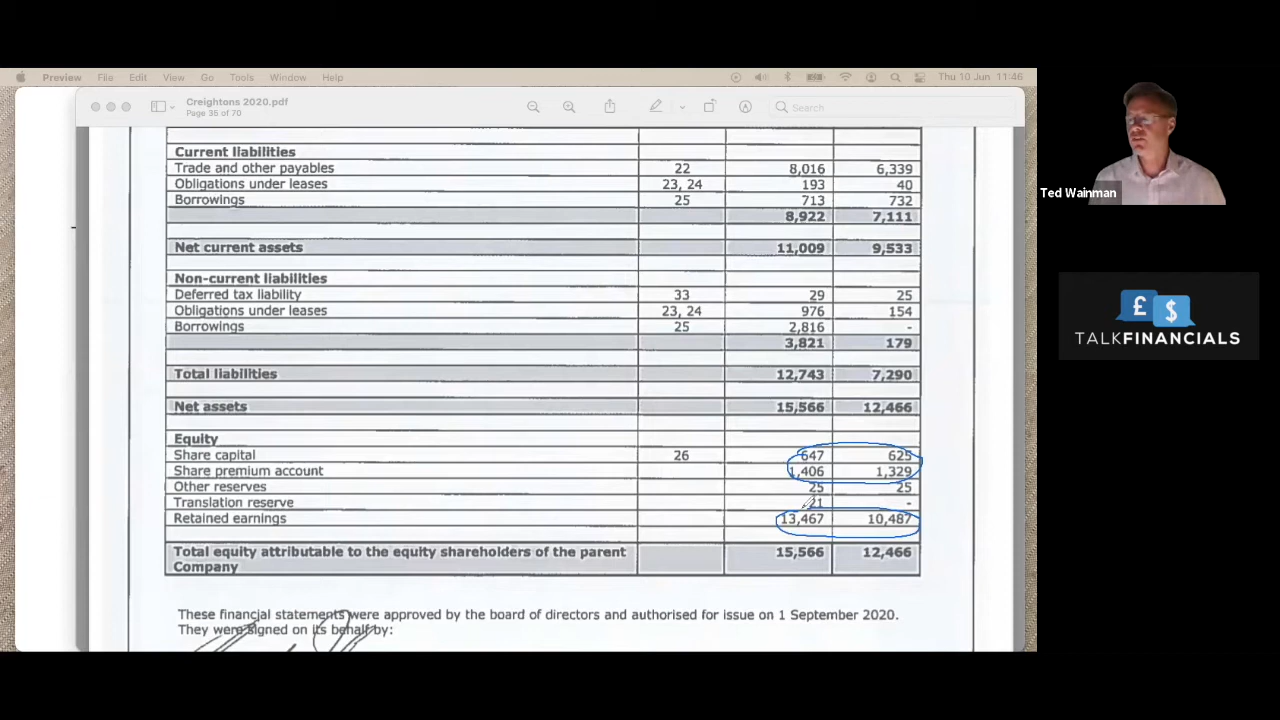 Preview File Edit View Go Tools Window Help Thu 10 Jun 11:46
Creightons 2020.pdf
Page 35 of 70
Search
Current liabilities
Trade and other payables 22 8,016 6,339
Obligations under leases 23, 24 193 40
Borrowings 25 713 732
8,922 7,111
Net current assets 11,009 9,533
Non-current liabilities
Deferred tax liability 33 29 25
Obligations under leases 23, 24 976 154
Borrowings 25 2,816 -
3,821 179
Total liabilities 12,743 7,290
Net assets 15,566 12,466
Equity
Share capital 26 647 625
Share premium account 1,406 1,329
Other reserves 25 25
Translation reserve 21 -
Retained earnings 13,467 10,487
Total equity attributable to the equity shareholders of the parent 15,566 12,466
Company
These financial statements were approved by the board of directors and authorised for issue on 1 September 2020.
They were signed on its behalf by:
Ted Wainman
£ $
TALKFINANCIALS